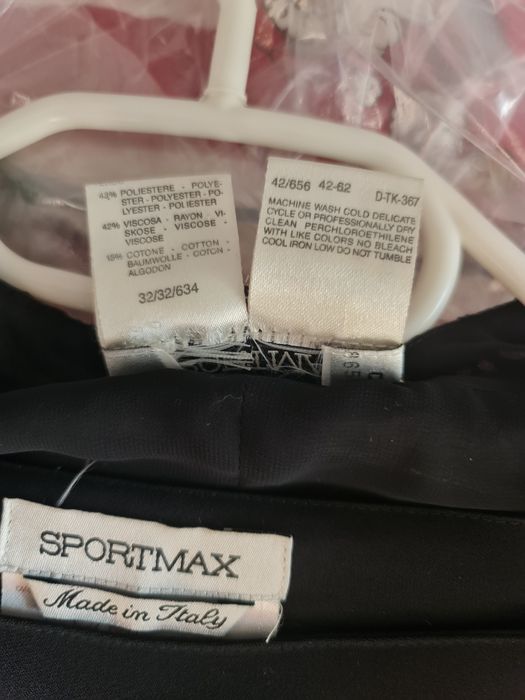 43% POLIESTERE - POLYE-
STER - POLYESTER - PO-
LYESTER - POLIESTER
42% VISCOSA - RAYON VI-
SKOSE - VISCOSE -
VISCOSE
15% COTONE - COTTON -
BAUMWOLLE - COTON -
ALGODON
32/32/634
42/656 42-62 D-TK-367
MACHINE WASH COLD DELICATE
CYCLE OR PROFESSIONALLY DRY
CLEAN PERCHLOROETHYLENE
WITH LIKE COLORS NO BLEACH
COOL IRON LOW DO NOT TUMBLE
SPORTMAX
Made in Italy